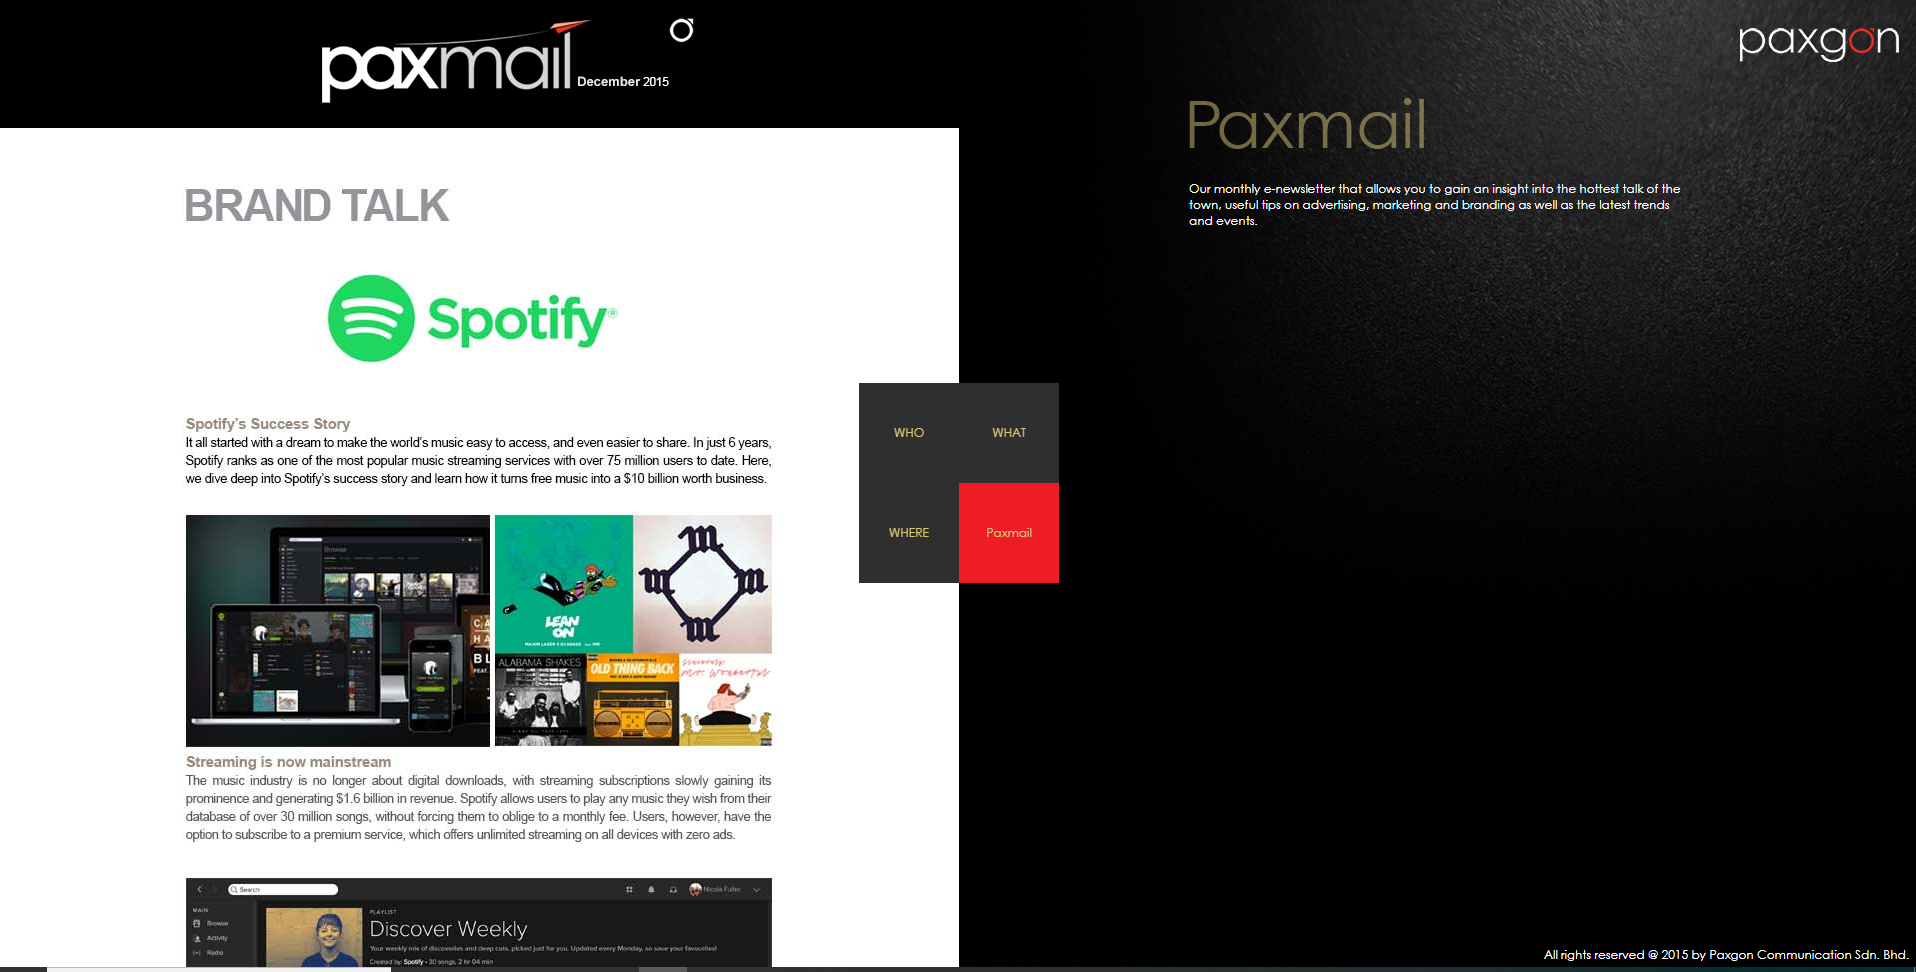 paxmail
December 2015
BRAND TALK
Spotify®
Spotify's Success Story
It all started with a dream to make the world's music easy to access, and even easier to share. In just 6 years,
Spotify ranks as one of the most popular music streaming services with over 75 million users to date. Here,
we dive deep into Spotify's success story and learn how it turns free music into a $10 billion worth business.
Browse
LEAN
ON
MAJOR LAZER X DJ SNAKE
m
m
m
m
ALABAMA SHAKES
OLD THING BACK
Mr. Wonderful
Streaming is now mainstream
The music industry is no longer about digital downloads, with streaming subscriptions slowly gaining its
prominence and generating $1.6 billion in revenue. Spotify allows users to play any music they wish from their
database of over 30 million songs, without forcing them to oblige to a monthly fee. Users, however, have the
option to subscribe to a premium service, which offers unlimited streaming on all devices with zero ads.
Search
Nicola Fuller
MAIN
Browse
Activity
Radio
PLAYLIST
Discover Weekly
Your weekly mix of discoveries and deep cuts, picked just for you. Updated every Monday, so save your favourites!
Created by: Spotify · 30 songs, 2 hr 04 min
WHO
WHAT
WHERE
Paxmail
paxgon
Paxmail
Our monthly e-newsletter that allows you to gain an insight into the hottest talk of the
town, useful tips on advertising, marketing and branding as well as the latest trends
and events.
All rights reserved @ 2015 by Paxgon Communication Sdn. Bhd.